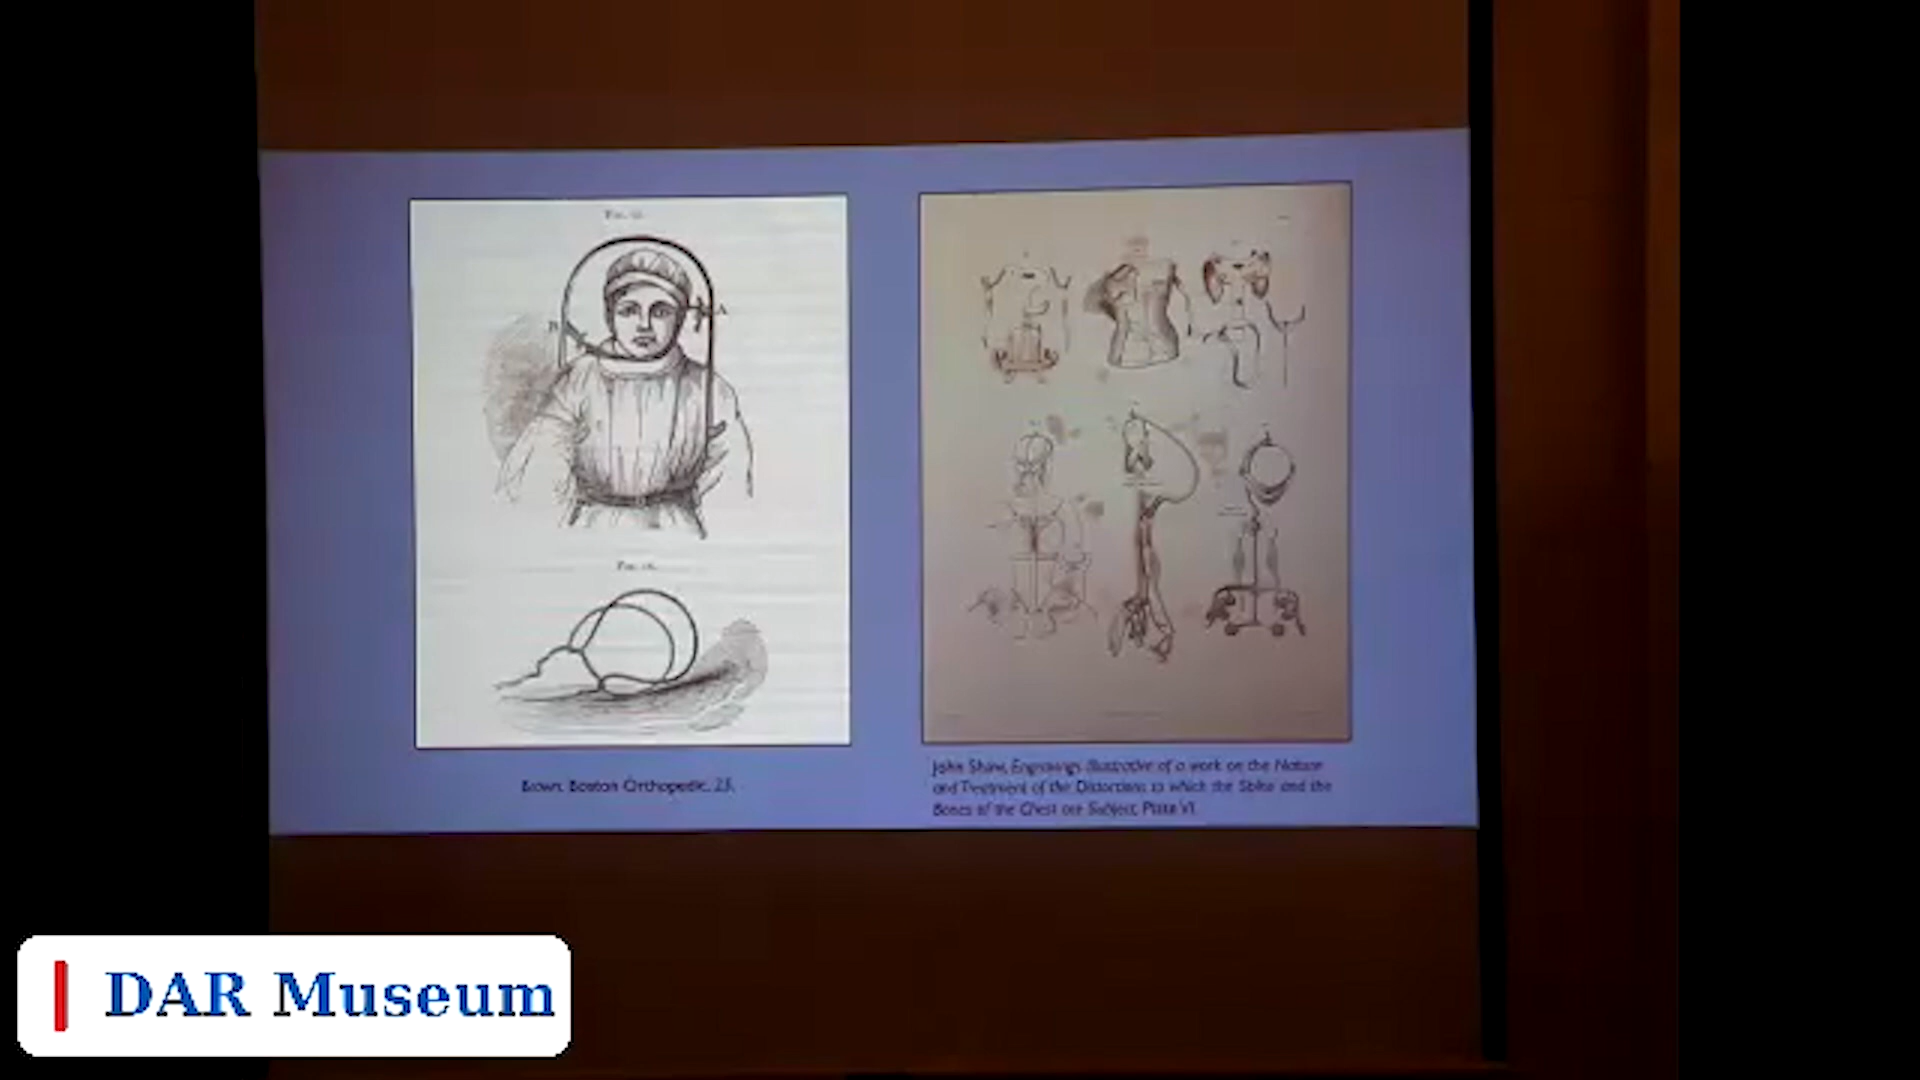 A
B
Brown, Boston Orthopedic, 25.
John Shaw, Engravings Illustrative of a work on the Nature
and Treatment of the Distortions to which the Spine and the
Bones of the Chest are Subject, Plate VI.
DAR Museum